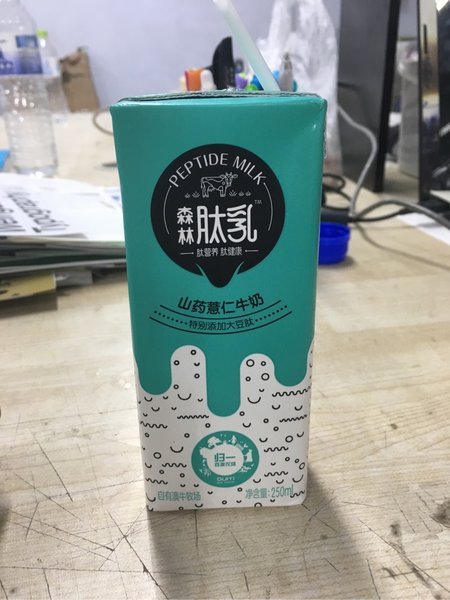 PEPTIDE MILK
森林 肽乳 TM
肽营养 肽健康
山药薏仁牛奶
特别添加大豆肽
归一
GUIYI
自有澳牛牧场
净含量:250ml